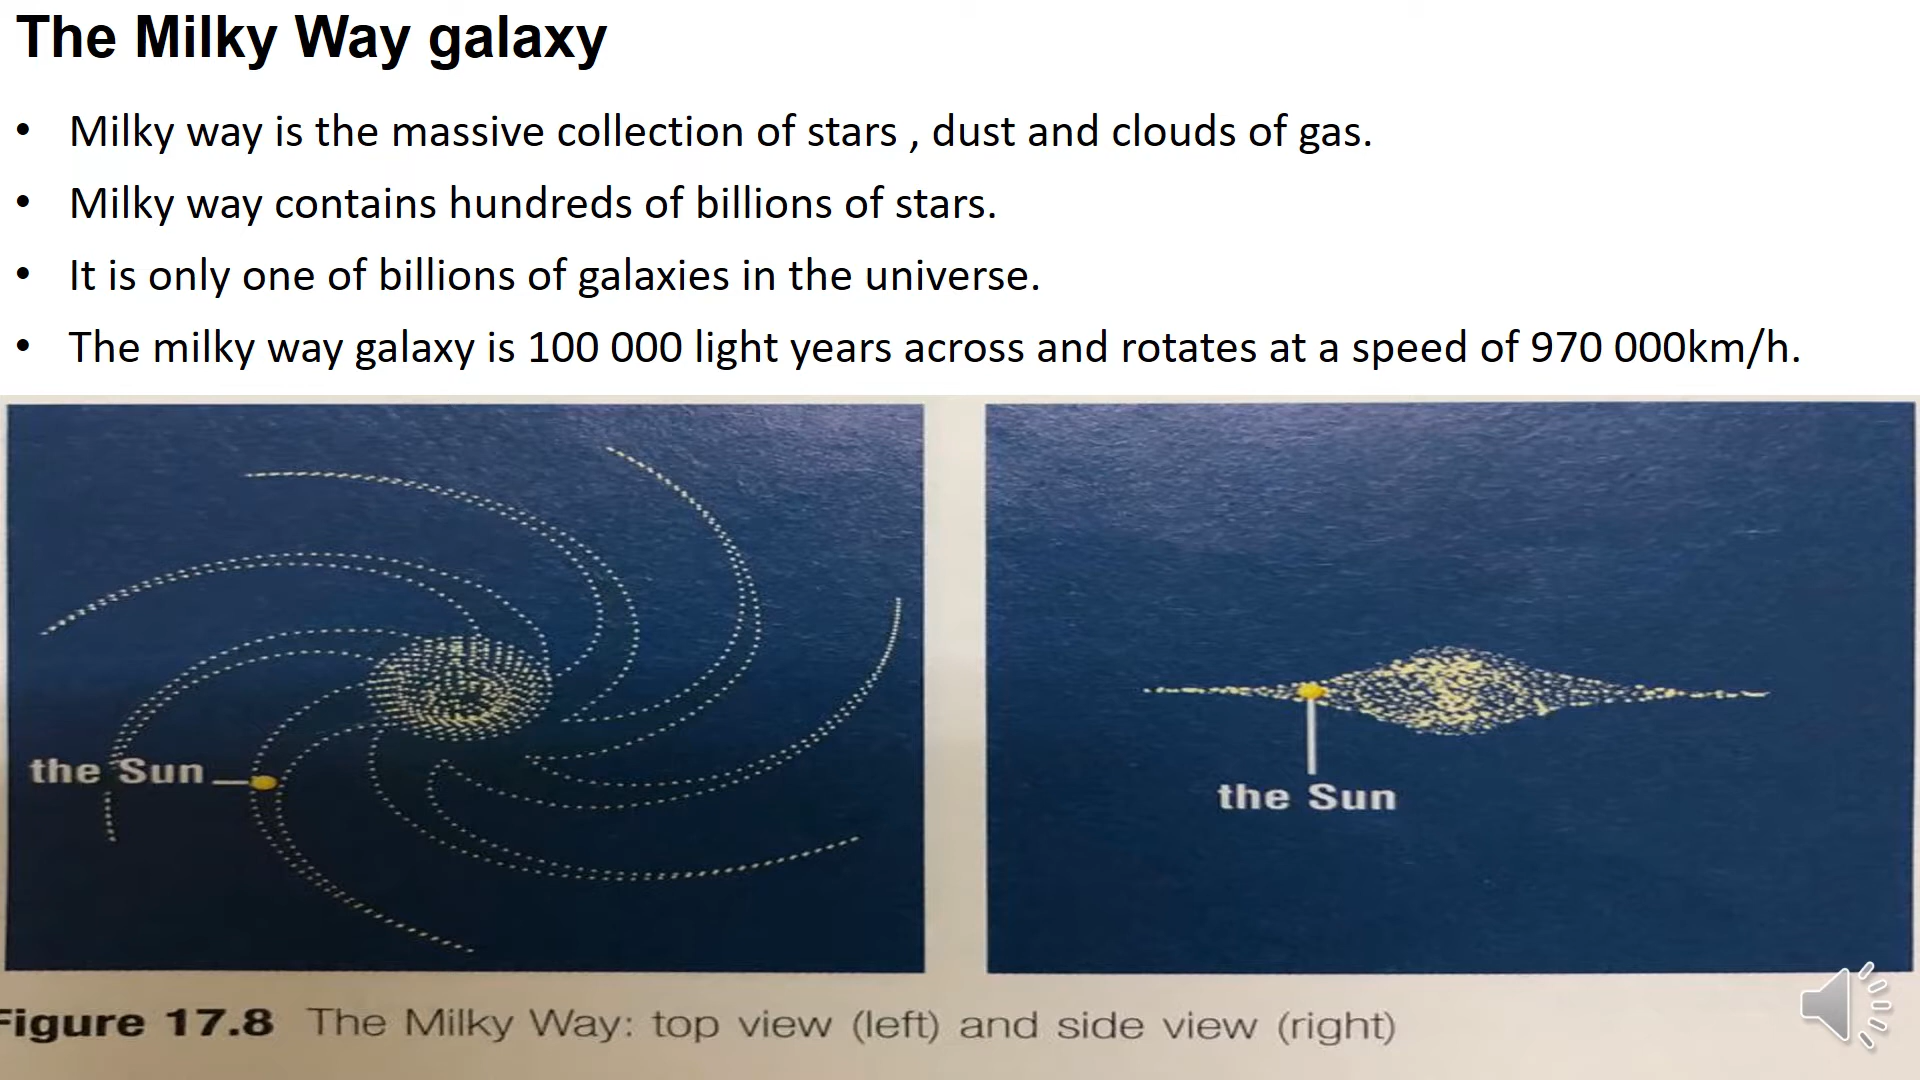 The Milky Way galaxy
• Milky way is the massive collection of stars , dust and clouds of gas.
• Milky way contains hundreds of billions of stars.
• It is only one of billions of galaxies in the universe.
• The milky way galaxy is 100 000 light years across and rotates at a speed of 970 000km/h.
the Sun
the Sun
Figure 17.8 The Milky Way: top view (left) and side view (right)